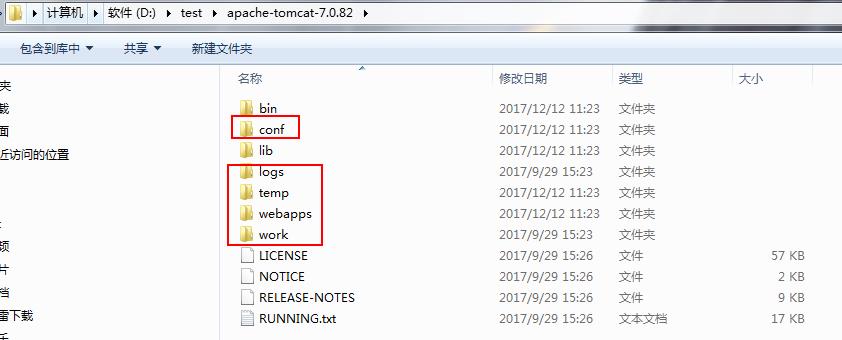 计算机 软件 (D:) test apache-tomcat-7.0.82
包含到库中 共享 新建文件夹
名称 修改日期 类型 大小
夹
bin 2017/12/12 11:23 文件夹
载
conf 2017/12/12 11:23 文件夹
面
lib 2017/12/12 11:23 文件夹
近访问的位置
logs 2017/9/29 15:23 文件夹
temp 2017/12/12 11:23 文件夹
webapps 2017/12/12 11:23 文件夹
work 2017/9/29 15:23 文件夹
频
LICENSE 2017/9/29 15:26 文件 57 KB
片
NOTICE 2017/9/29 15:26 文件 2 KB
档
RELEASE-NOTES 2017/9/29 15:26 文件 9 KB
雷下载
RUNNING.txt 2017/9/29 15:26 文本文档 17 KB